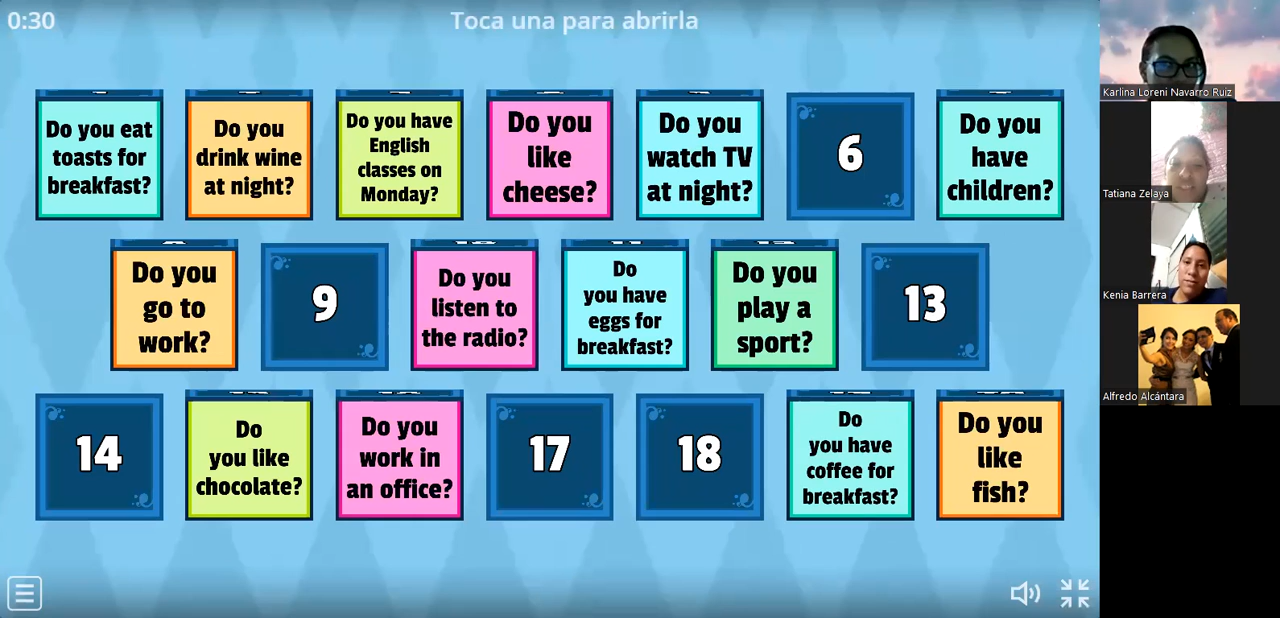 0:30
Toca una para abrirla
Do you eat
toasts for
breakfast?
Do you
drink wine
at night?
Do you have
English
classes on
Monday?
Do you
like
cheese?
Do you
watch TV
at night?
6
Do you
have
children?
Do you
go to
work?
9
Do you
listen to
the radio?
Do
you have
eggs for
breakfast?
Do you
play a
sport?
13
14
Do
you like
chocolate?
Do you
work in
an office?
17
18
Do
you have
coffee for
breakfast?
Do you
like
fish?
Karlina Loreni Navarro Ruiz
Tatiana Zelaya
Kenia Barrera
Alfredo Alcántara